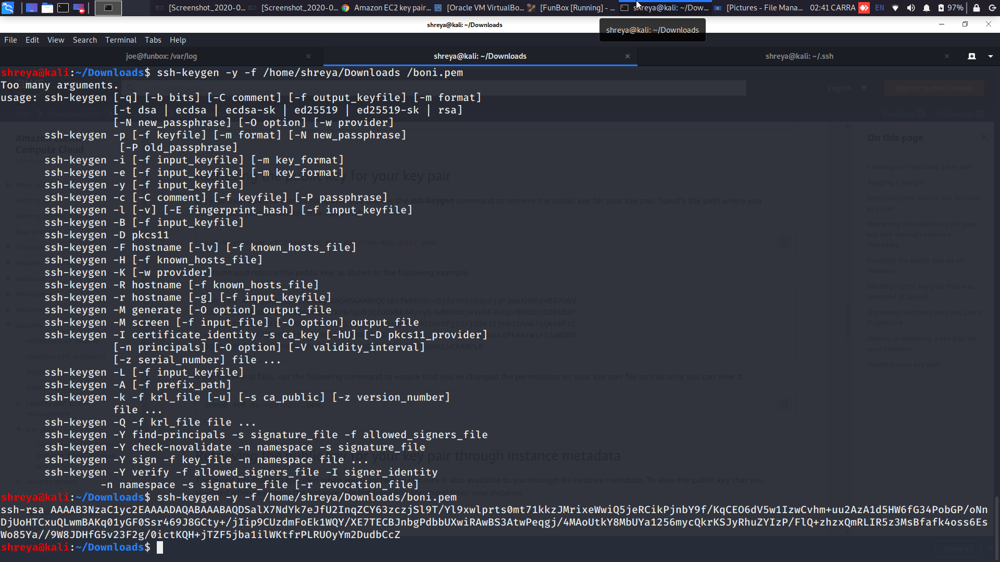 [Screenshot_2020-0... [Screenshot_2020-0... Amazon EC2 key pair... [Oracle VM VirtualBo... [FunBox [Running] - ... shreya@kali: ~/Dow... [Pictures - File Mana... 02:41 CARRA EN 97%
shreya@kali: ~/Downloads
shreya@kali: ~/Downloads
File Edit View Search Terminal Tabs Help
joe@funbox: /var/log shreya@kali: ~/Downloads shreya@kali: ~/.ssh
shreya@kali:~/Downloads$ ssh-keygen -y -f /home/shreya/Downloads /boni.pem
Too many arguments.
usage: ssh-keygen [-q] [-b bits] [-C comment] [-f output_keyfile] [-m format]
[-t dsa | ecdsa | ecdsa-sk | ed25519 | ed25519-sk | rsa]
[-N new_passphrase] [-O option] [-w provider]
ssh-keygen -p [-f keyfile] [-m format] [-N new_passphrase]
[-P old_passphrase]
ssh-keygen -i [-f input_keyfile] [-m key_format]
ssh-keygen -e [-f input_keyfile] [-m key_format]
ssh-keygen -y [-f input_keyfile]
ssh-keygen -c [-C comment] [-f keyfile] [-P passphrase]
ssh-keygen -l [-v] [-E fingerprint_hash] [-f input_keyfile]
ssh-keygen -B [-f input_keyfile]
ssh-keygen -D pkcs11
ssh-keygen -F hostname [-lv] [-f known_hosts_file]
ssh-keygen -H [-f known_hosts_file]
ssh-keygen -K [-w provider]
ssh-keygen -R hostname [-f known_hosts_file]
ssh-keygen -r hostname [-g] [-f input_keyfile]
ssh-keygen -M generate [-O option] output_file
ssh-keygen -M screen [-f input_file] [-O option] output_file
ssh-keygen -I certificate_identity -s ca_key [-hU] [-D pkcs11_provider]
[-n principals] [-O option] [-V validity_interval]
[-z serial_number] file ...
ssh-keygen -L [-f input_keyfile]
ssh-keygen -A [-f prefix_path]
ssh-keygen -k -f krl_file [-u] [-s ca_public] [-z version_number]
file ...
ssh-keygen -Q -f krl_file file ...
ssh-keygen -Y find-principals -s signature_file -f allowed_signers_file
ssh-keygen -Y check-novalidate -n namespace -s signature_file
ssh-keygen -Y sign -f key_file -n namespace file ...
ssh-keygen -Y verify -f allowed_signers_file -I signer_identity
-n namespace -s signature_file [-r revocation_file]
shreya@kali:~/Downloads$ ssh-keygen -y -f /home/shreya/Downloads/boni.pem
ssh-rsa AAAAB3NzaC1yc2EAAAADAQABAAABAQDSalX7NdYk7eJfU2InqZCY63zczjSl9T/Yl9xwlprts0mt71kkzJMrixeWwiQ5jeRCikPjnbY9f/KqCEO6dV5w1IzwCvhm+uu2AzA1d5HW6fG34PobGP/oNn
DjUoHTCxuQLwmBAKq01yGF0Ssr469J8GCty+/jIip9CUzdmFoEk1WQY/XE7TECBJnbgPdbbUXwiRAwBS3AtwPeqgj/4MAoUtkY8MbUYa1256mycQkrKSJyRhuZYIzP/FlQ+zhzxQmRLIR5z3MsBfafk4oss6Es
Wo85Ya//9W8JDHfG5v23F2g/0ictKQH+jTZF5jba1ilWKtfrPLRUOyYm2DudbCcZ
shreya@kali:~/Downloads$